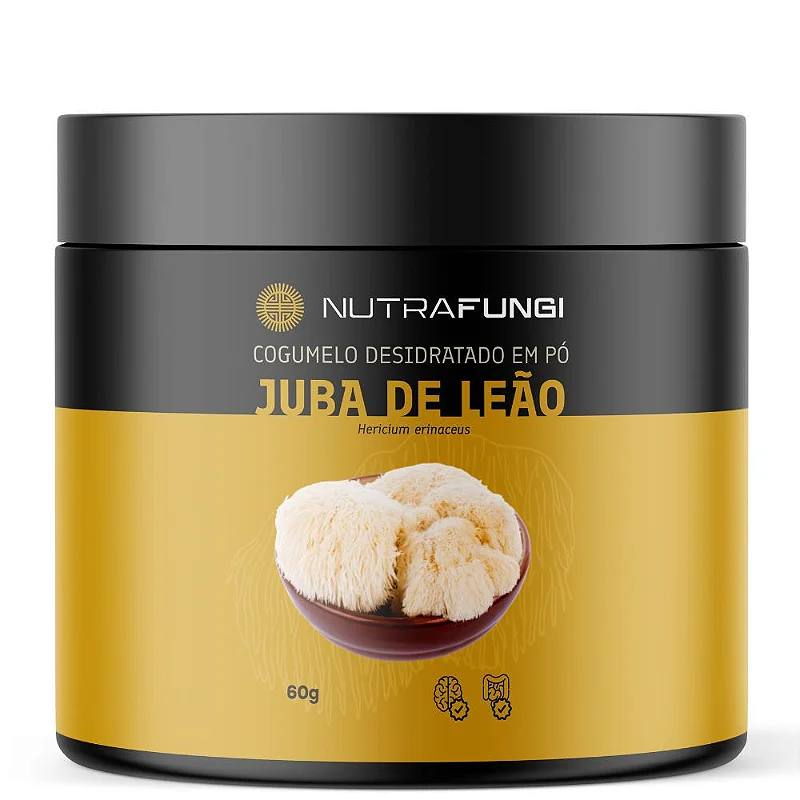 NUTRAFUNGI
COGUMELO DESIDRATADO EM PÓ
JUBA DE LEÃO
Hericium erinaceus
60g